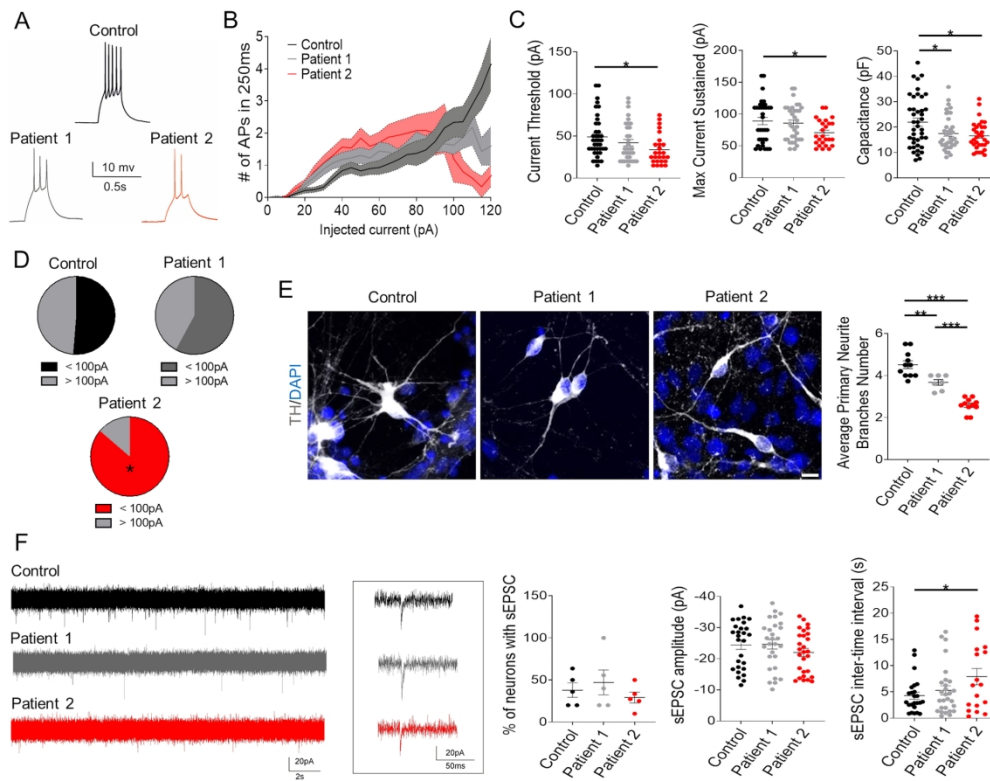 A
Control
Patient 1
Patient 2
10 mv
0.5s
B
# of APs in 250ms
5
4
3
2
1
0
Control
Patient 1
Patient 2
0
20
40
60
80
100
120
Injected current (pA)
C
Current Threshold (pA)
150
100
50
0
*
Control
Patient 1
Patient 2
Max Current Sustained (pA)
200
150
100
50
0
*
Control
Patient 1
Patient 2
Capacitance (pF)
50
40
30
20
10
0
*
*
Control
Patient 1
Patient 2
D
Control
< 100pA
> 100pA
Patient 1
< 100pA
> 100pA
Patient 2
*
< 100pA
> 100pA
E
TH/DAPI
Control
Patient 1
Patient 2
Average Primary Neurite
Branches Number
6
4
2
0
***
**
***
Control
Patient 1
Patient 2
F
Control
Patient 1
Patient 2
20pA
2s
20pA
50ms
% of neurons with sEPSC
150
100
50
0
Control
Patient 1
Patient 2
sEPSC amplitude (pA)
-40
-30
-20
-10
0
Control
Patient 1
Patient 2
sEPSC inter-time interval (s)
25
20
15
10
5
0
*
Control
Patient 1
Patient 2